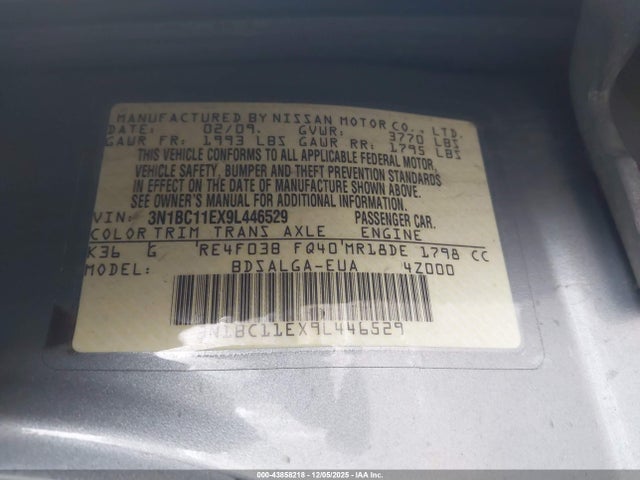 MANUFACTURED BY NISSAN MOTOR CO., LTD.
DATE: 02/09. GVWR: 3770 LBS
GAWR FR: 1993 LBS GAWR RR: 1795 LBS
THIS VEHICLE CONFORMS TO ALL APPLICABLE FEDERAL MOTOR
VEHICLE SAFETY, BUMPER AND THEFT PREVENTION STANDARDS
IN EFFECT ON THE DATE OF MANUFACTURE SHOWN ABOVE.
SEE OWNER'S MANUAL FOR ADDITIONAL INFORMATION.
VIN: 3N1BC11EX9L446529 PASSENGER CAR.
COLOR TRIM TRANS AXLE ENGINE
K36 G RE4F03B FQ40 MR18DE 1798 CC
MODEL: BDSALGA-EUA 4Z000
3N1BC11EX9L446529
000-43858218 - 12/05/2025 - IAAI.COM